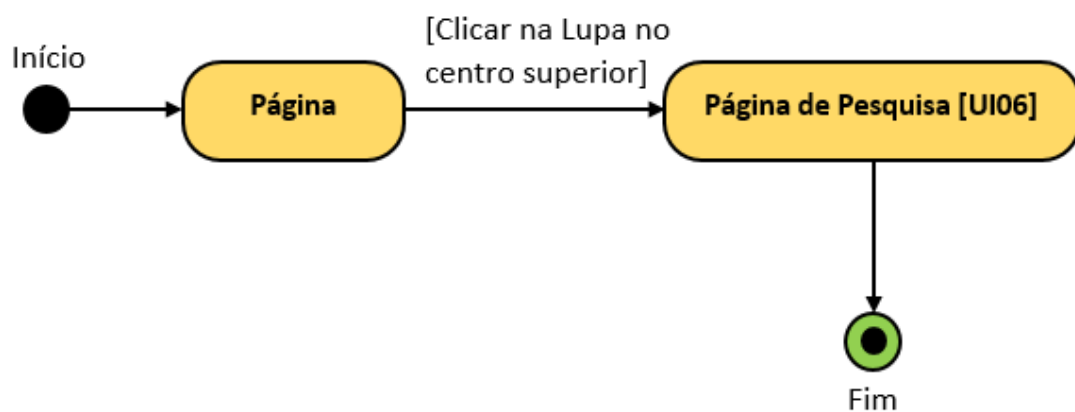 [Clicar na Lupa no
centro superior]
Início
Página
Página de Pesquisa [UI06]
Fim